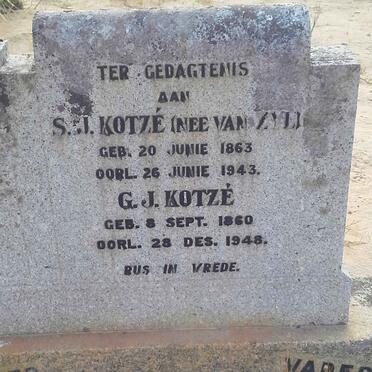 TER GEDAGTENIS
AAN
S.J. KOTZÉ (NEE VAN ZYL)
GEB. 20 JUNIE 1863
OORL. 26 JUNIE 1943.
G. J. KOTZÉ
GEB. 8 SEPT. 1860
OORL. 28 DES. 1948.
RUS IN VREDE.